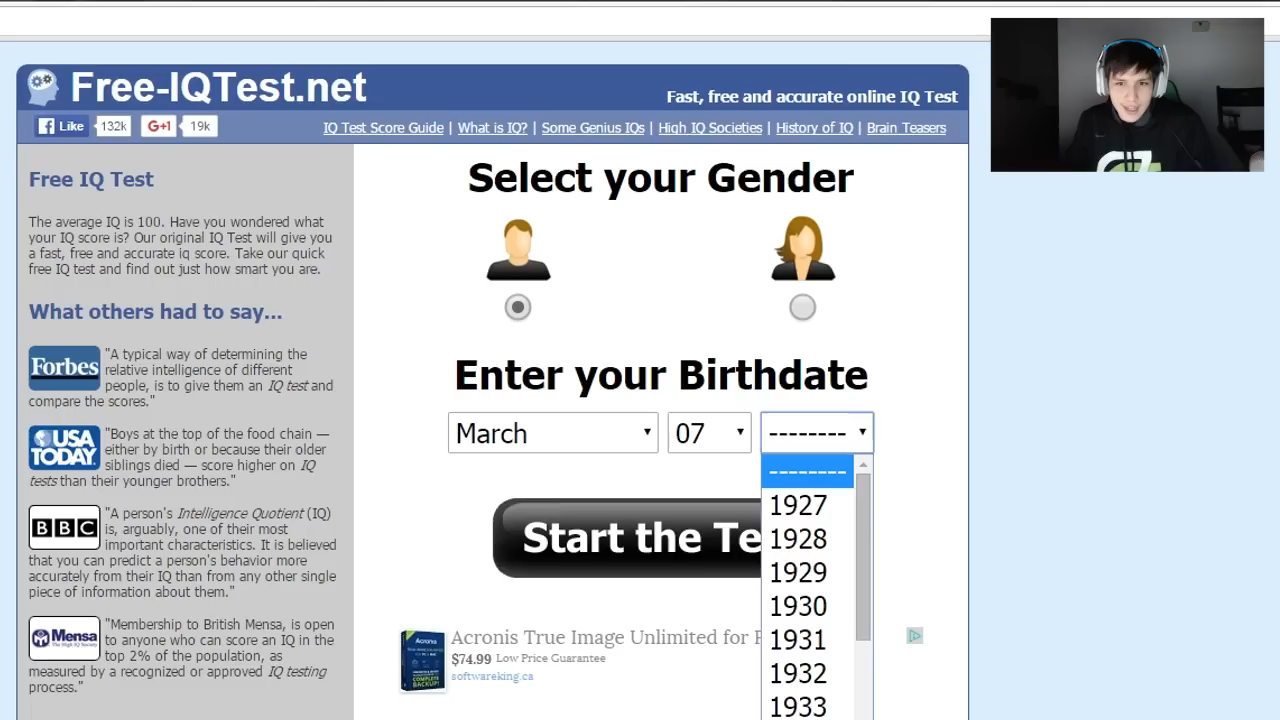 Free-IQTest.net
Fast, free and accurate online IQ Test
Like 132k G+1 19k
IQ Test Score Guide | What is IQ? | Some Genius IQs | High IQ Societies | History of IQ | Brain Teasers
Free IQ Test
The average IQ is 100. Have you wondered what
your IQ score is? Our original IQ Test will give you
a fast, free and accurate iq score. Take our quick
free IQ test and find out just how smart you are.
What others had to say...
Forbes
"A typical way of determining the
relative intelligence of different
people, is to give them an IQ test and
compare the scores."
USA
TODAY
"Boys at the top of the food chain —
either by birth or because their older
siblings died — score higher on IQ
tests than their younger brothers."
BBC
"A person's Intelligence Quotient (IQ)
is, arguably, one of their most
important characteristics. It is believed
that you can predict a person's behavior more
accurately from their IQ than from any other single
piece of information about them."
Mensa
The High IQ Society
"Membership to British Mensa, is open
to anyone who can score an IQ in the
top 2% of the population, as
measured by a recognized or approved IQ testing
process."
Select your Gender
Enter your Birthdate
March 07 --------
--------
1927
1928
1929
1930
1931
1932
1933
Start the Te
Acronis True Image Unlimited for
$74.99 Low Price Guarantee
softwareking.ca
Acronis